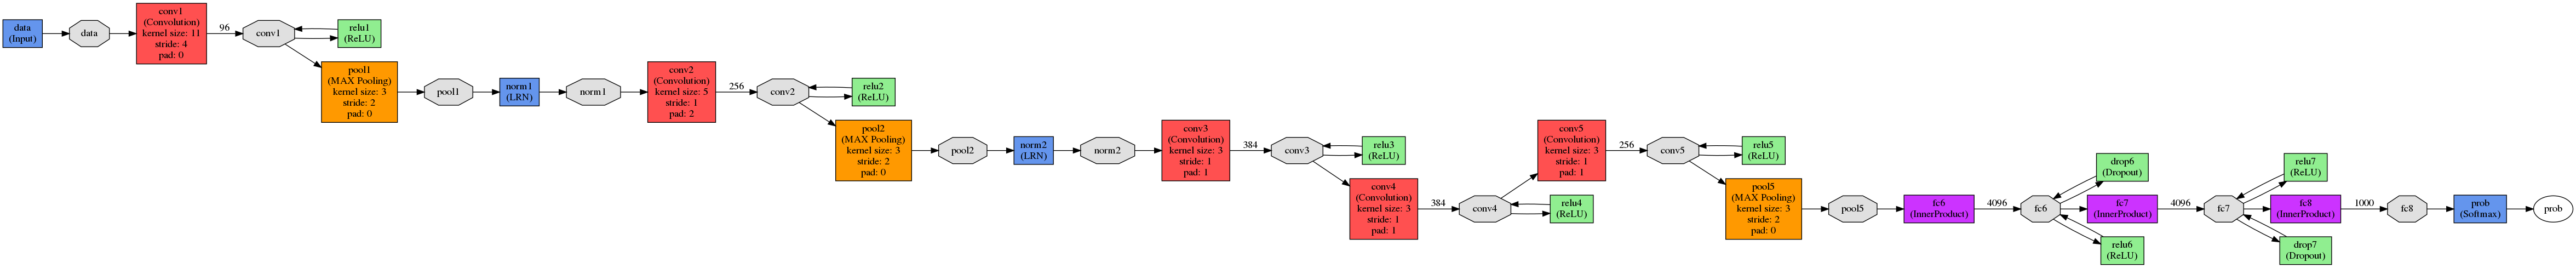 data
(Input)
data
conv1
(Convolution)
kernel size: 11
stride: 4
pad: 0
96
conv1
relu1
(ReLU)
pool1
(MAX Pooling)
kernel size: 3
stride: 2
pad: 0
pool1
norm1
(LRN)
norm1
conv2
(Convolution)
kernel size: 5
stride: 1
pad: 2
256
conv2
relu2
(ReLU)
pool2
(MAX Pooling)
kernel size: 3
stride: 2
pad: 0
pool2
norm2
(LRN)
norm2
conv3
(Convolution)
kernel size: 3
stride: 1
pad: 1
384
conv3
relu3
(ReLU)
conv4
(Convolution)
kernel size: 3
stride: 1
pad: 1
384
conv4
relu4
(ReLU)
conv5
(Convolution)
kernel size: 3
stride: 1
pad: 1
256
conv5
relu5
(ReLU)
pool5
(MAX Pooling)
kernel size: 3
stride: 2
pad: 0
pool5
fc6
(InnerProduct)
4096
fc6
drop6
(Dropout)
relu6
(ReLU)
fc7
(InnerProduct)
4096
fc7
relu7
(ReLU)
drop7
(Dropout)
fc8
(InnerProduct)
1000
fc8
prob
(Softmax)
prob